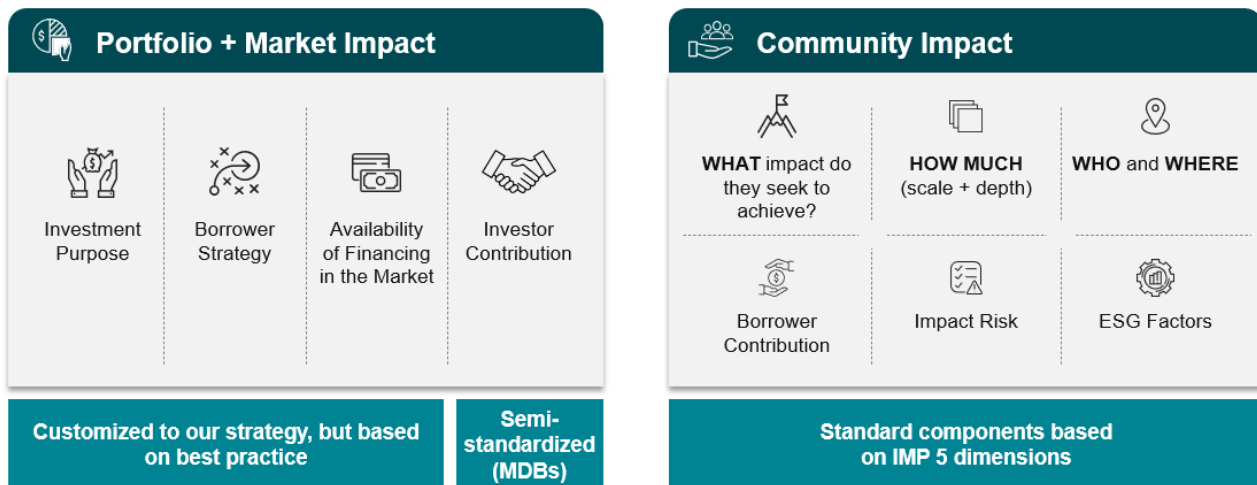 Portfolio + Market Impact
Investment
Purpose
Borrower
Strategy
Availability
of Financing
in the Market
Investor
Contribution
Customized to our strategy, but based
on best practice
Semi-
standardized
(MDBs)
Community Impact
WHAT impact do
they seek to
achieve?
HOW MUCH
(scale + depth)
WHO and WHERE
Borrower
Contribution
Impact Risk
ESG Factors
Standard components based
on IMP 5 dimensions